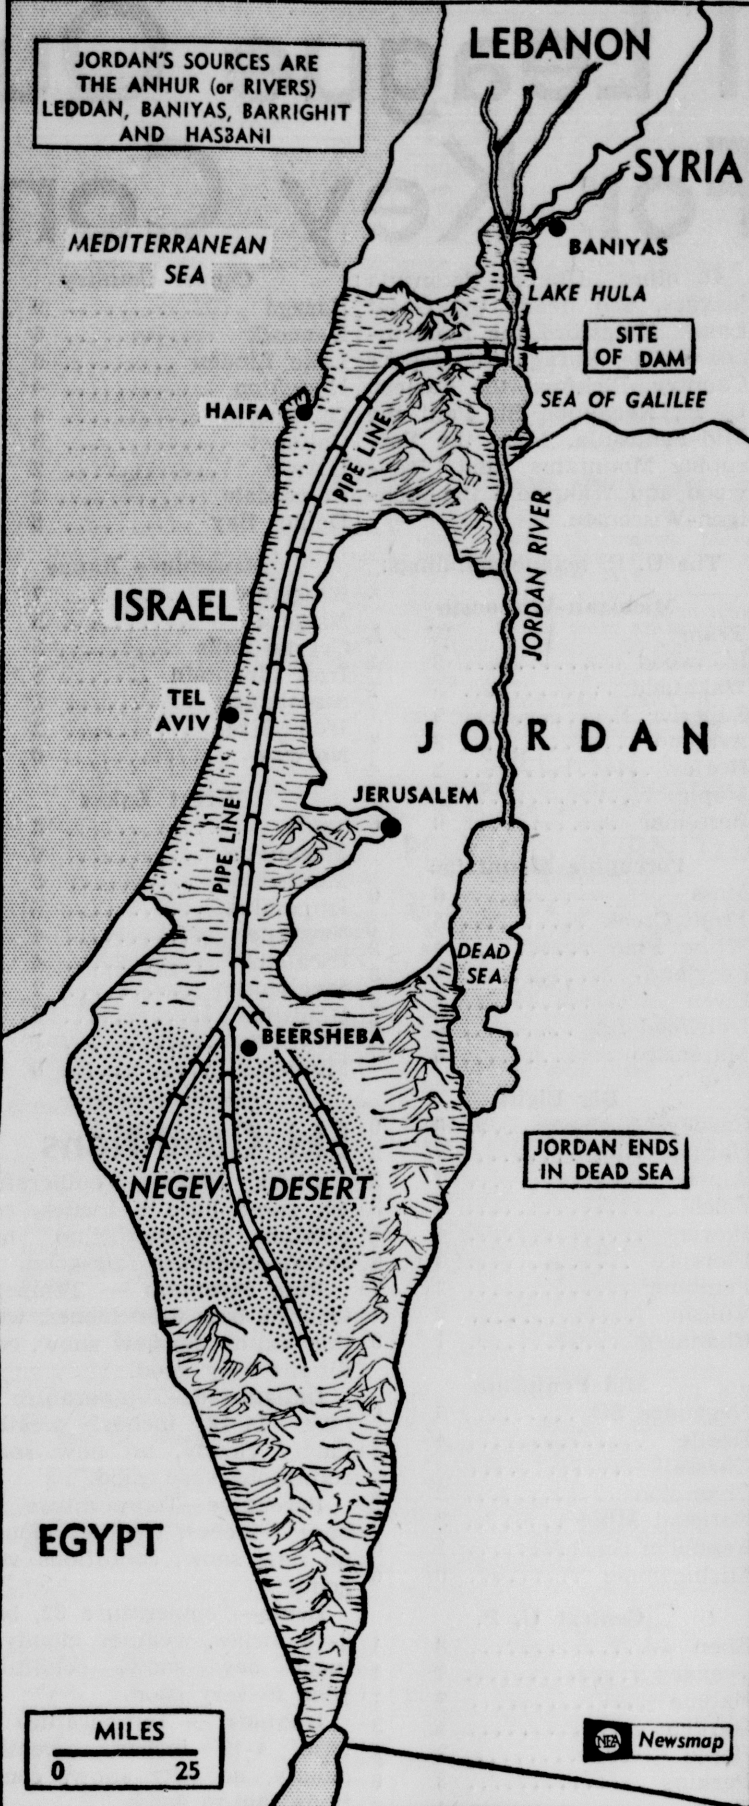 JORDAN'S SOURCES ARE
THE ANHUR (or RIVERS)
LEDDAN, BANIYAS, BARRIGHIT
AND HASBANI
LEBANON
SYRIA
MEDITERRANEAN
SEA
BANIYAS
LAKE HULA
SITE
OF DAM
HAIFA
SEA OF GALILEE
PIPE LINE
JORDAN RIVER
ISRAEL
TEL
AVIV
JORDAN
JERUSALEM
PIPE LINE
DEAD
SEA
BEERSHEBA
JORDAN ENDS
IN DEAD SEA
NEGEV DESERT
EGYPT
MILES
0 25
NEA Newsmap